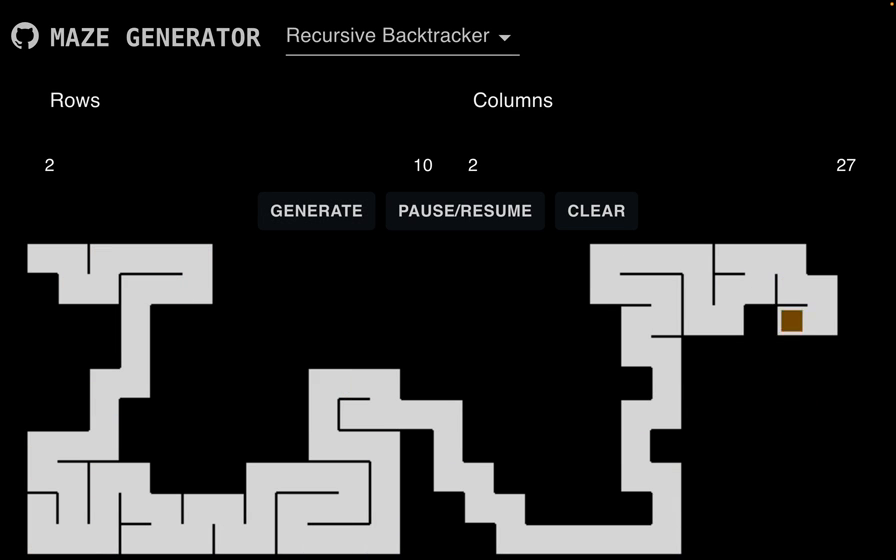 MAZE GENERATOR Recursive Backtracker
Rows Columns
2 10 2 27
GENERATE PAUSE/RESUME CLEAR